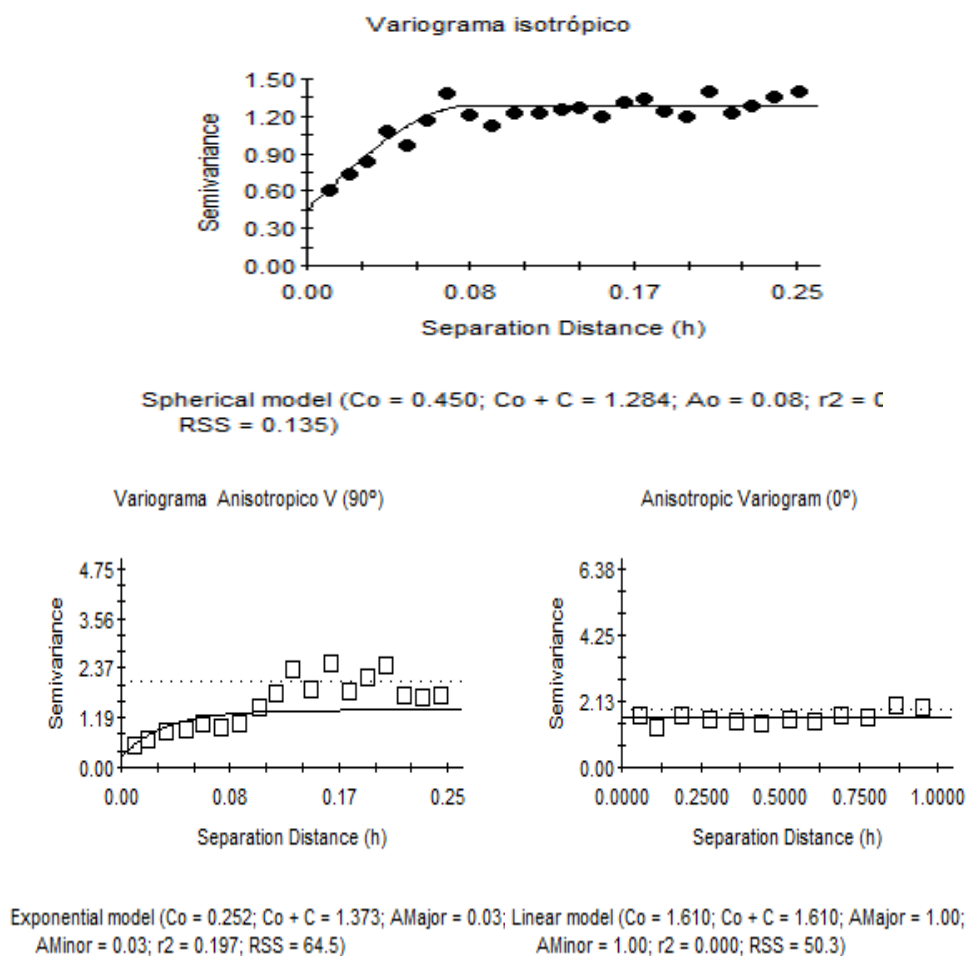 Variograma isotrópico
1.50
1.20
0.90
0.60
0.30
0.00
Semivariance
0.00 0.08 0.17 0.25
Separation Distance (h)
Spherical model (Co = 0.450; Co + C = 1.284; Ao = 0.08; r2 =
RSS = 0.135)
Variograma Anisotropico V (90º)
4.75
3.56
2.37
1.19
0.00
Semivariance
0.00 0.08 0.17 0.25
Separation Distance (h)
Exponential model (Co = 0.252; Co + C = 1.373; AMajor = 0.03;
AMinor = 0.03; r2 = 0.197; RSS = 64.5)
Anisotropic Variogram (0º)
6.38
4.25
2.13
0.00
Semivariance
0.0000 0.2500 0.5000 0.7500 1.0000
Separation Distance (h)
Linear model (Co = 1.610; Co + C = 1.610; AMajor = 1.00;
AMinor = 1.00; r2 = 0.000; RSS = 50.3)